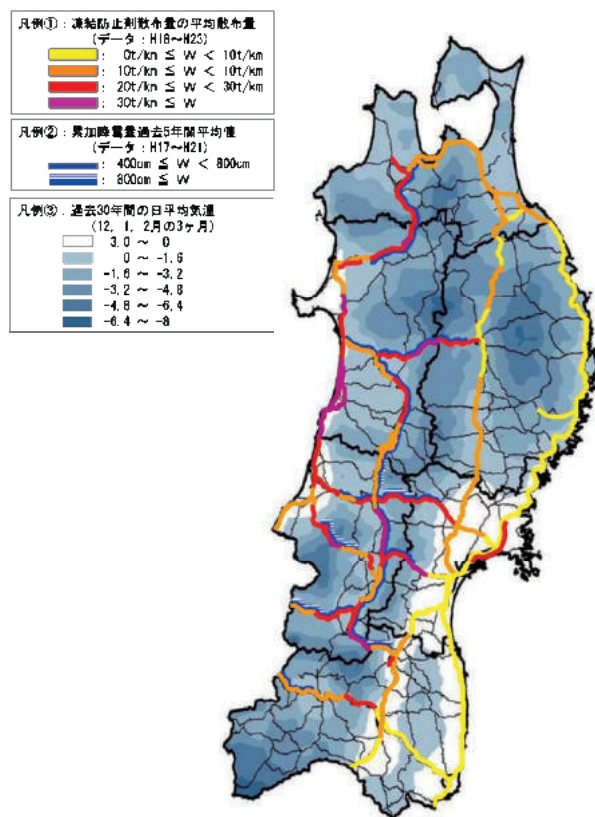 凡例①：凍結防止剤散布量の平均散布量
(データ：H18～H23)
：0t/km ≦ W < 10t/km
：10t/km ≦ W < 10t/km
：20t/km ≦ W < 30t/km
：30t/km ≦ W
凡例②：累加降雪量過去5年間平均値
(データ：H17～H21)
：400cm ≦ W < 800cm
：800cm ≦ W
凡例③：過去30年間の日平均気温
(12, 1, 2月の3ヶ月)
3.0 ～ 0
0 ～ -1.6
-1.6 ～ -3.2
-3.2 ～ -4.8
-4.8 ～ -6.4
-6.4 ～ -8